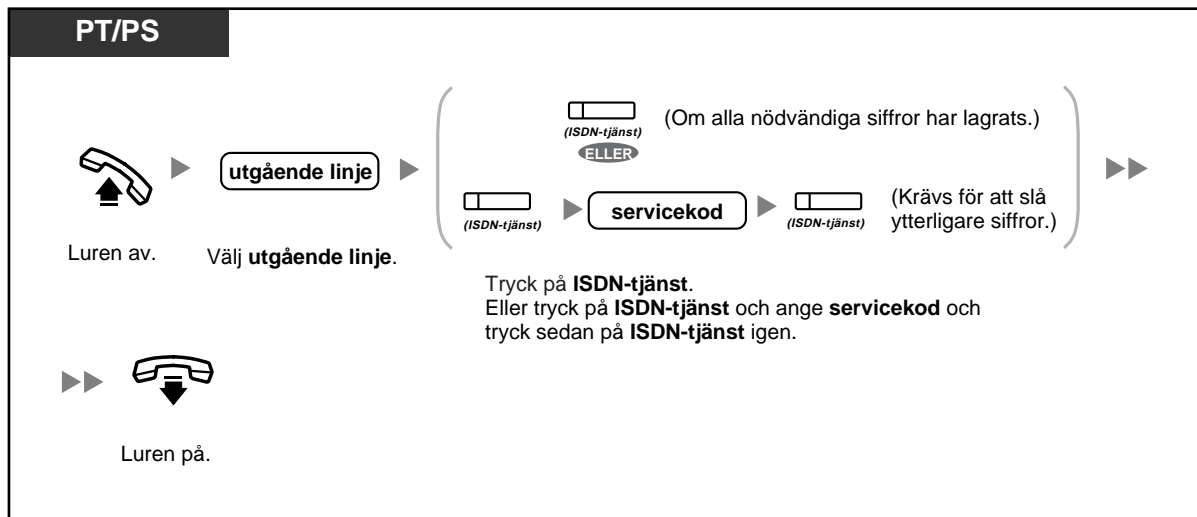 PT/PS
(ISDN-tjänst)
(Om alla nödvändiga siffror har lagrats.)
ELLER
utgående linje
(ISDN-tjänst)
servicekod
(ISDN-tjänst)
(Krävs för att slå
ytterligare siffror.)
Luren av.
Välj utgående linje.
Tryck på ISDN-tjänst.
Eller tryck på ISDN-tjänst och ange servicekod och
tryck sedan på ISDN-tjänst igen.
Luren på.